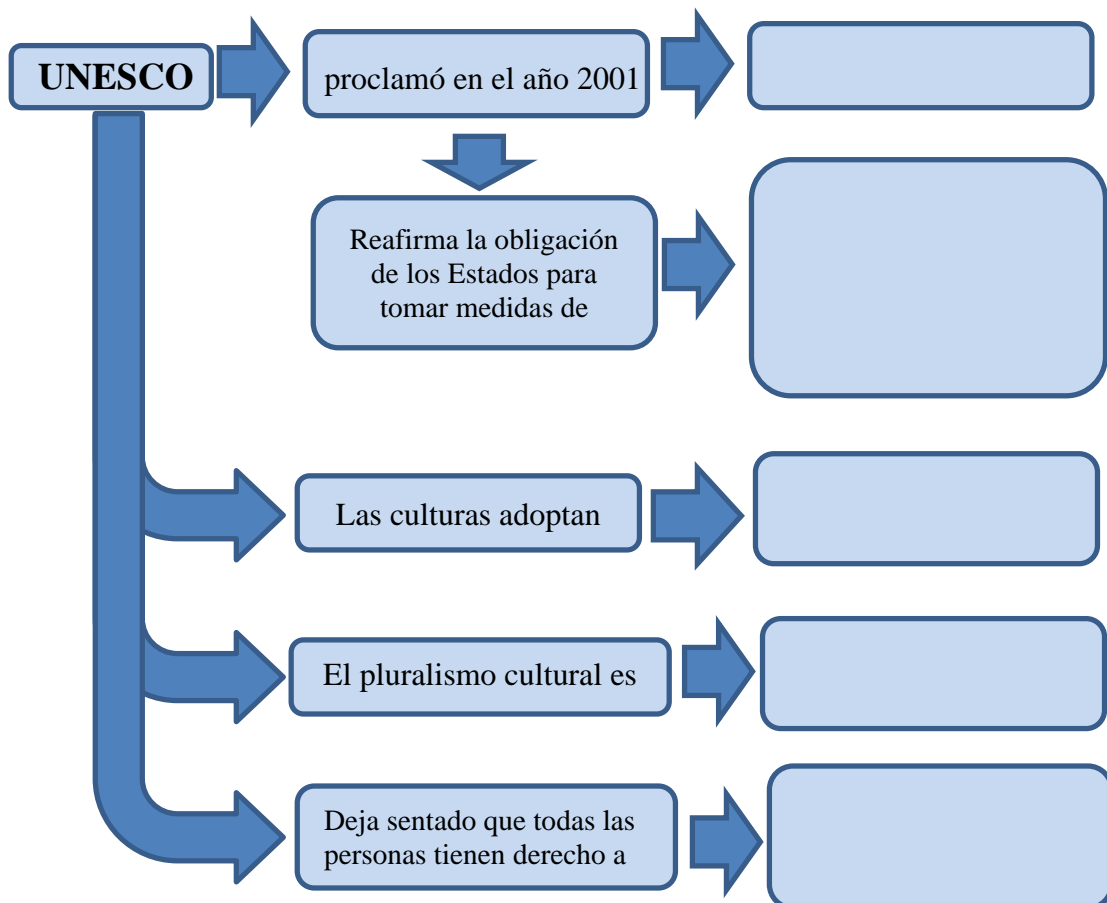 UNESCO
proclamó en el año 2001
Reafirma la obligación
de los Estados para
tomar medidas de
Las culturas adoptan
El pluralismo cultural es
Deja sentado que todas las
personas tienen derecho a